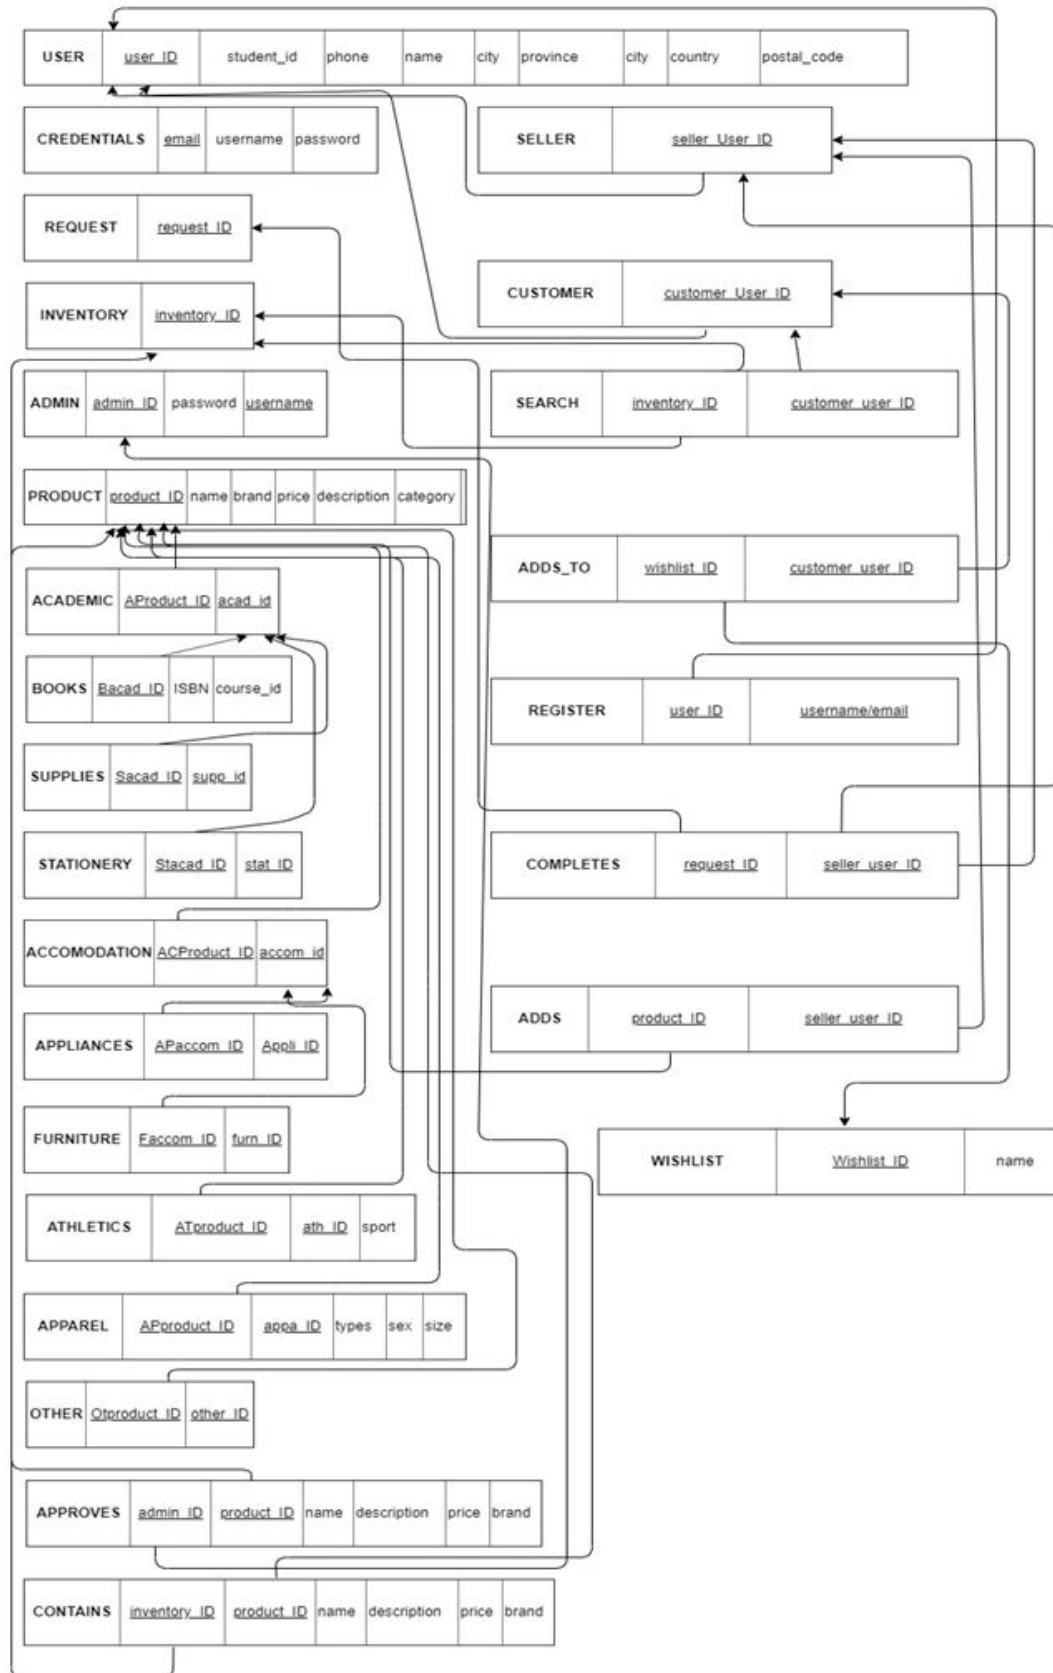 USER user_ID student_id phone name city province city country postal_code
CREDENTIALS email username password
SELLER seller_User_ID
REQUEST request_ID
CUSTOMER customer_User_ID
INVENTORY inventory_ID
ADMIN admin_ID password username
SEARCH inventory_ID customer_user_ID
PRODUCT product_ID name brand price description category
ADDS_TO wishlist_ID customer_user_ID
ACADEMIC AProduct_ID acad_id
BOOKS Bacad_ID ISBN course_id
REGISTER user_ID username/email
SUPPLIES Sacad_ID supp_id
STATIONERY Stacad_ID stat_ID
COMPLETES request_ID seller_user_ID
ACCOMODATION ACProduct_ID accom_id
ADDS product_ID seller_user_ID
APPLIANCES APaccom_ID Appli_ID
FURNITURE Faccom_ID furn_ID
WISHLIST Wishlist_ID name
ATHLETICS ATproduct_ID ath_ID sport
APPAREL APproduct_ID appa_ID types sex size
OTHER Otproduct_ID other_ID
APPROVES admin_ID product_ID name description price brand
CONTAINS inventory_ID product_ID name description price brand